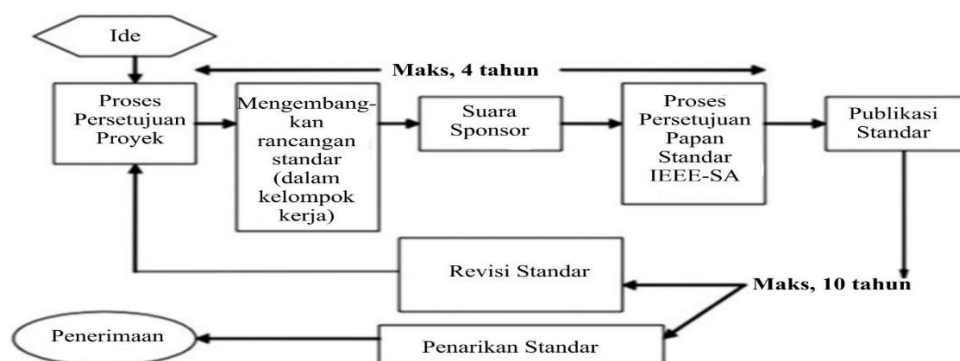 Ide
Maks, 4 tahun
Proses
Persetujuan
Proyek
Mengembang-
kan
rancangan
standar
(dalam
kelompok
kerja)
Suara
Sponsor
Proses
Persetujuan
Papan
Standar
IEEE-SA
Publikasi
Standar
Revisi Standar
Maks, 10 tahun
Penerimaan
Penarikan Standar